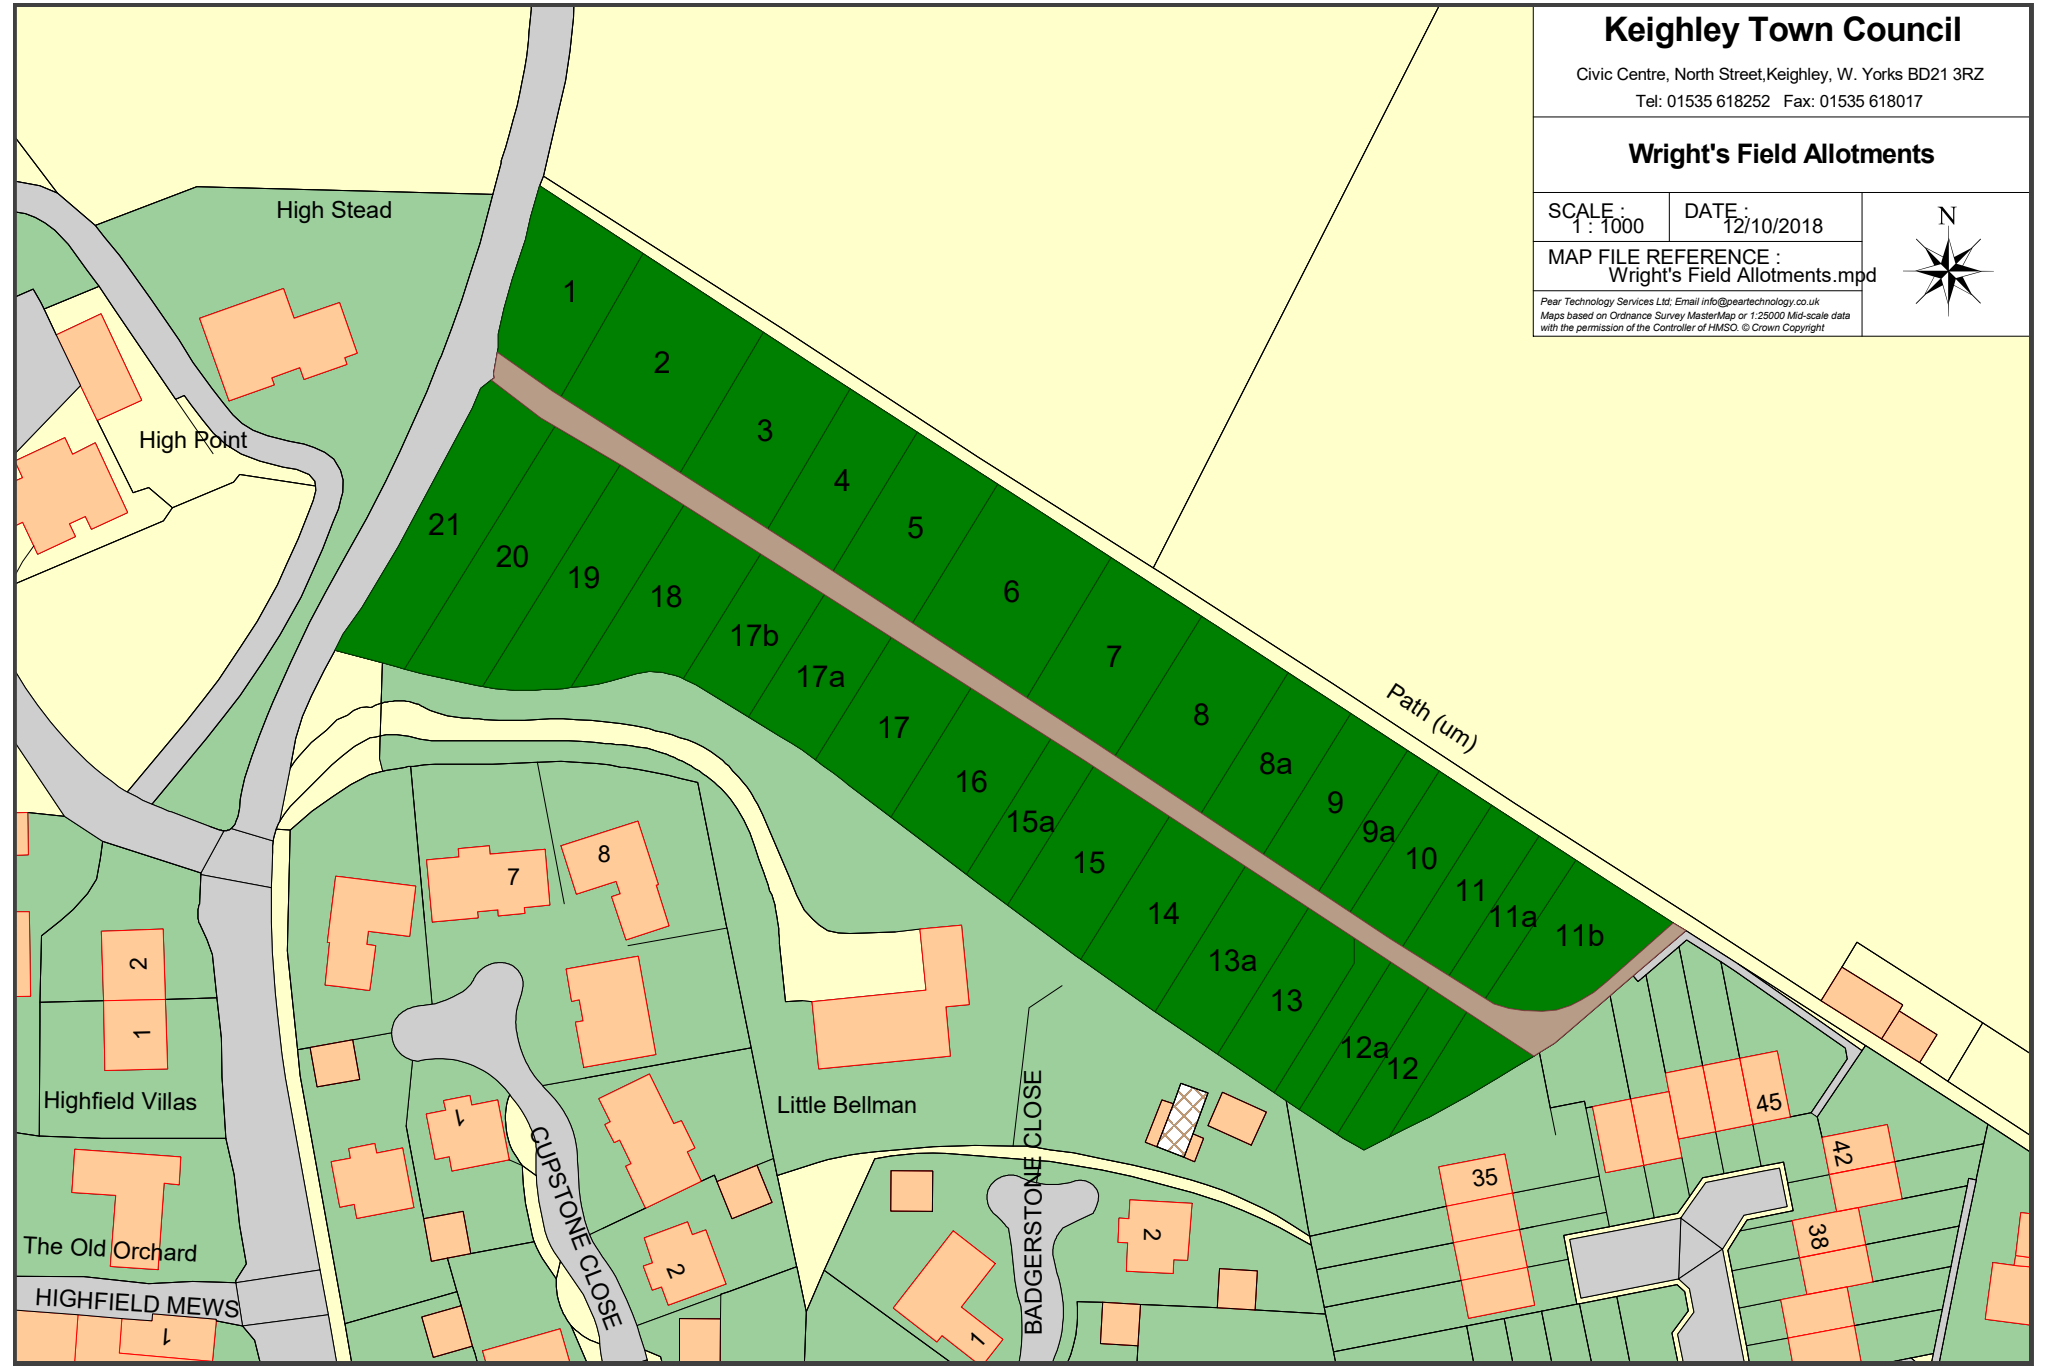 Keighley Town Council
Civic Centre, North Street,Keighley, W. Yorks BD21 3RZ
Tel: 01535 618252   Fax: 01535 618017
Wright's Field Allotments
SCALE :
1 : 1000
DATE :
12/10/2018
MAP FILE REFERENCE :
Wright's Field Allotments.mpd
Pear Technology Services Ltd; Email info@peartechnology.co.uk
Maps based on Ordnance Survey MasterMap or 1:25000 Mid-scale data
with the permission of the Controller of HMSO. © Crown Copyright
N
High Stead
High Point
1
2
3
4
5
6
7
8
8a
9
9a
10
11
11a
11b
21
20
19
18
17b
17a
17
16
15a
15
14
13a
13
12a
12
Path (um)
7
8
2
1
Highfield Villas
The Old Orchard
HIGHFIELD MEWS
1
1
CUPSTONE CLOSE
2
Little Bellman
BADGERSTONE CLOSE
2
1
35
45
42
38